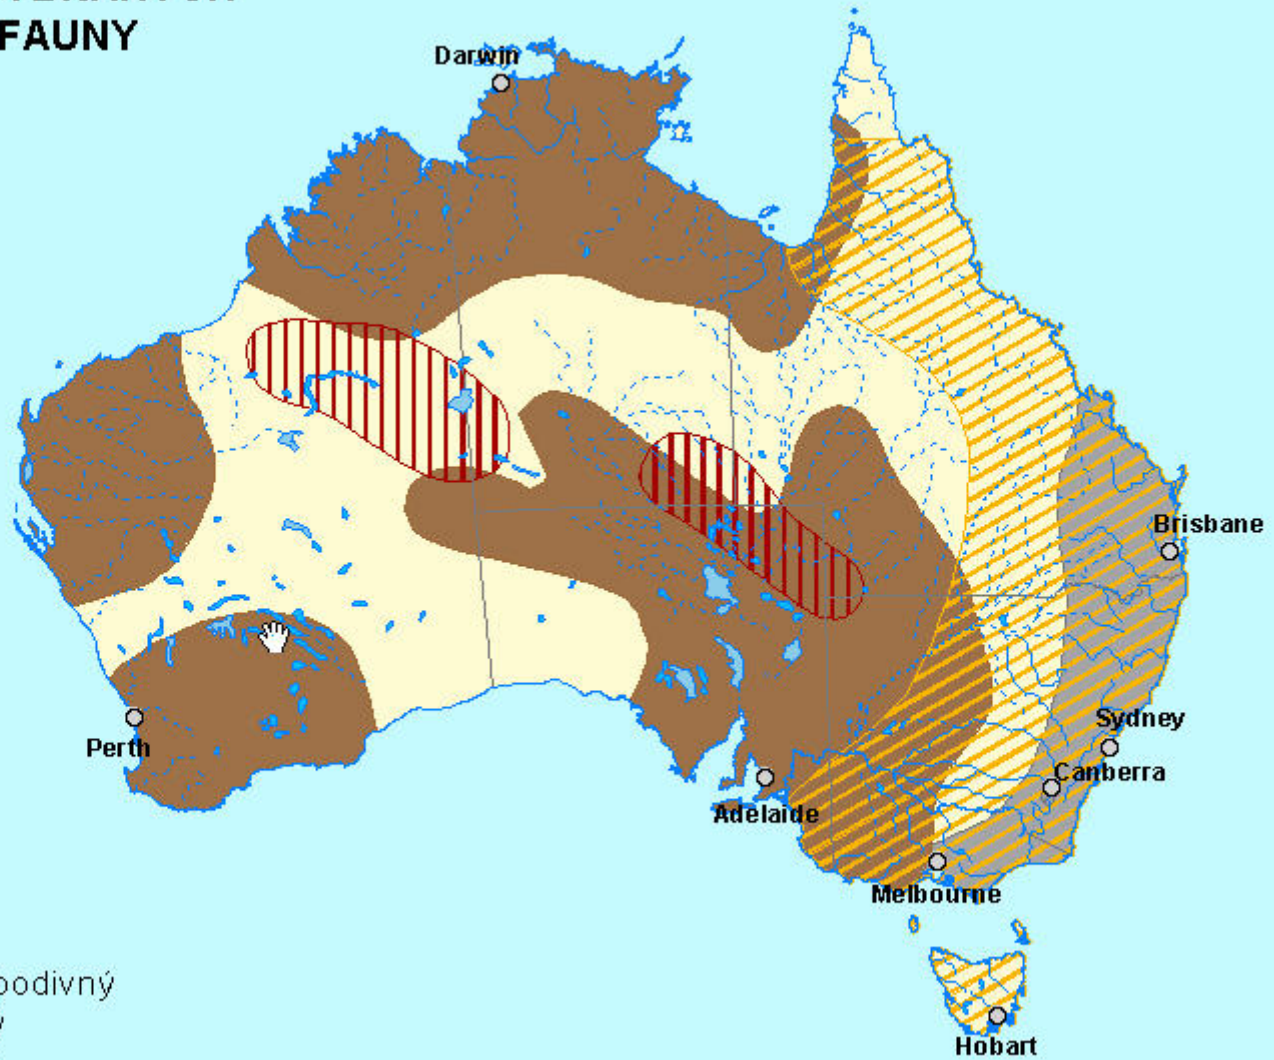 FAUNY
Darwin
Brisbane
Sydney
Perth
Canberra
Adelaide
Melbourne
podivný
Hobart